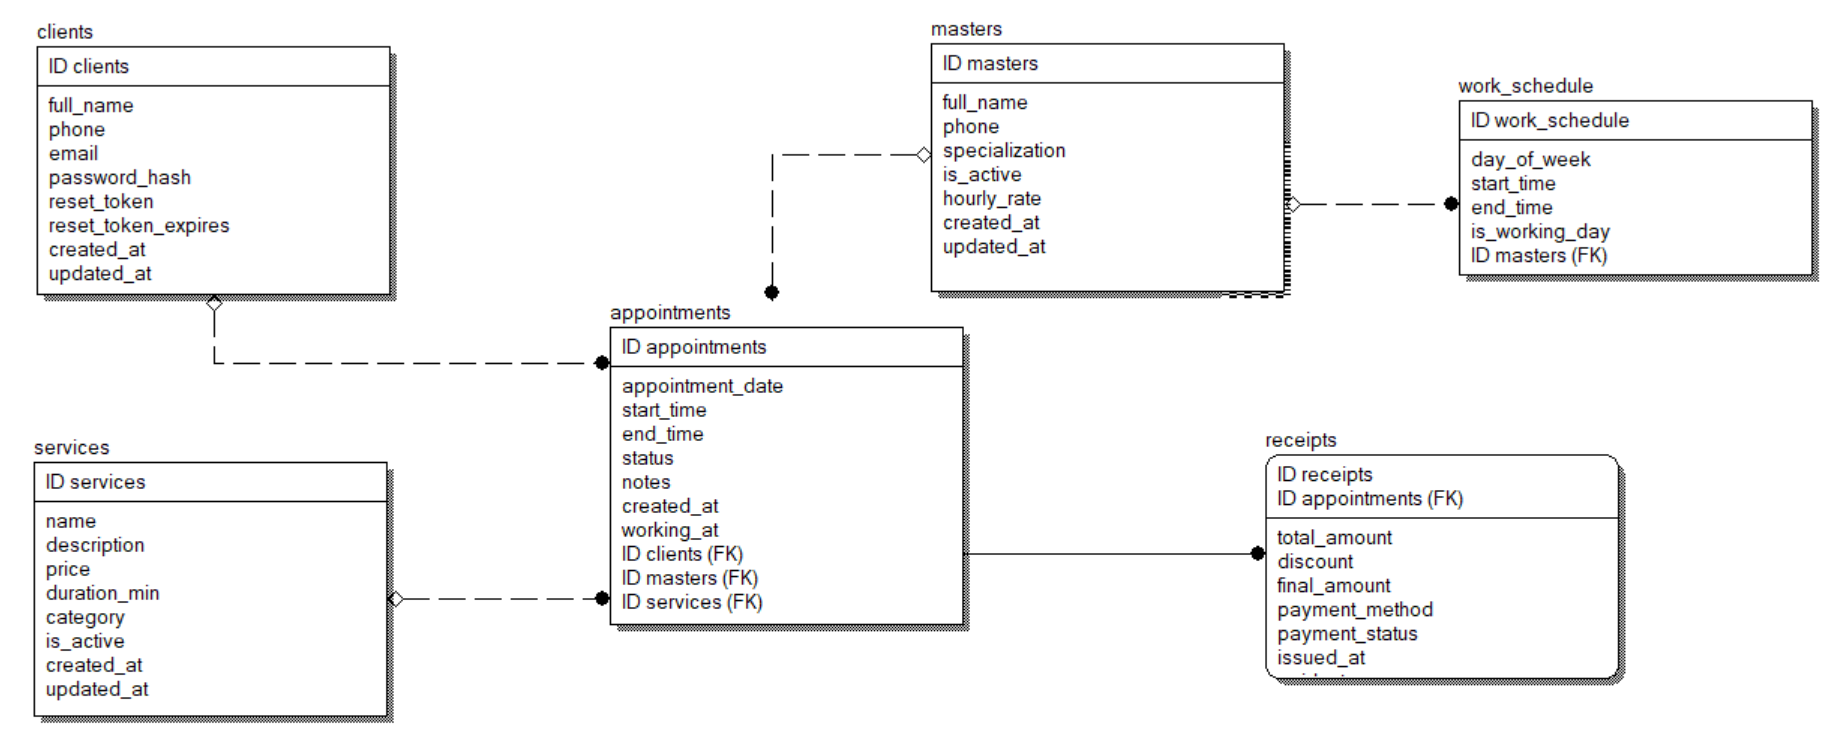 clients
ID clients
full_name
phone
email
password_hash
reset_token
reset_token_expires
created_at
updated_at
masters
ID masters
full_name
phone
specialization
is_active
hourly_rate
created_at
updated_at
work_schedule
ID work_schedule
day_of_week
start_time
end_time
is_working_day
ID masters (FK)
appointments
ID appointments
appointment_date
start_time
end_time
status
notes
created_at
working_at
ID clients (FK)
ID masters (FK)
ID services (FK)
services
ID services
name
description
price
duration_min
category
is_active
created_at
updated_at
receipts
ID receipts
ID appointments (FK)
total_amount
discount
final_amount
payment_method
payment_status
issued_at